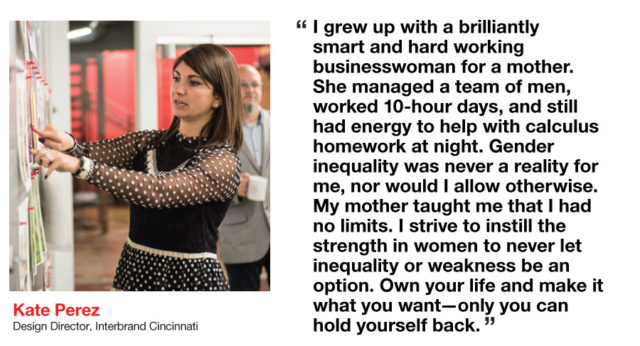 “ I grew up with a brilliantly
smart and hard working
businesswoman for a mother.
She managed a team of men,
worked 10-hour days, and still
had energy to help with calculus
homework at night. Gender
inequality was never a reality for
me, nor would I allow otherwise.
My mother taught me that I had
no limits. I strive to instill the
strength in women to never let
inequality or weakness be an
option. Own your life and make it
what you want—only you can
hold yourself back. ”
Kate Perez
Design Director, Interbrand Cincinnati